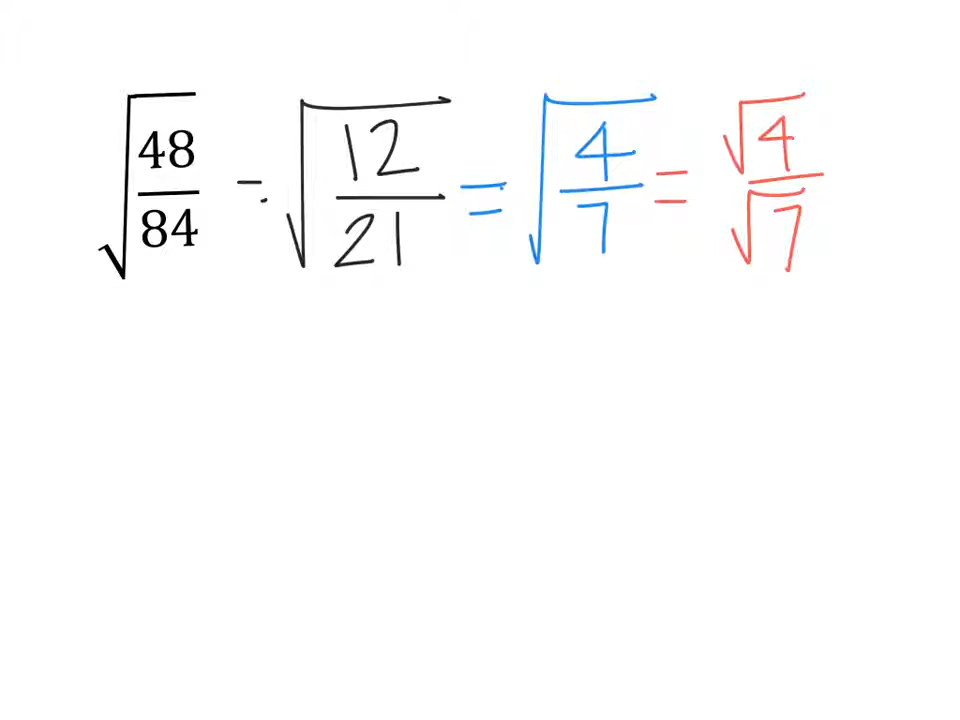 √(48/84) = √(12/21) = √(4/7) = √4/√7